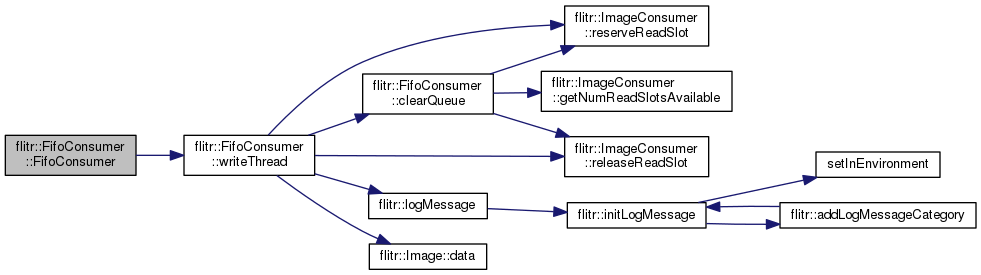 flitr::FifoConsumer
::FifoConsumer
flitr::FifoConsumer
::writeThread
flitr::ImageConsumer
::reserveReadSlot
flitr::FifoConsumer
::clearQueue
flitr::ImageConsumer
::getNumReadSlotsAvailable
flitr::ImageConsumer
::releaseReadSlot
flitr::logMessage
flitr::Image::data
flitr::initLogMessage
setInEnvironment
flitr::addLogMessageCategory